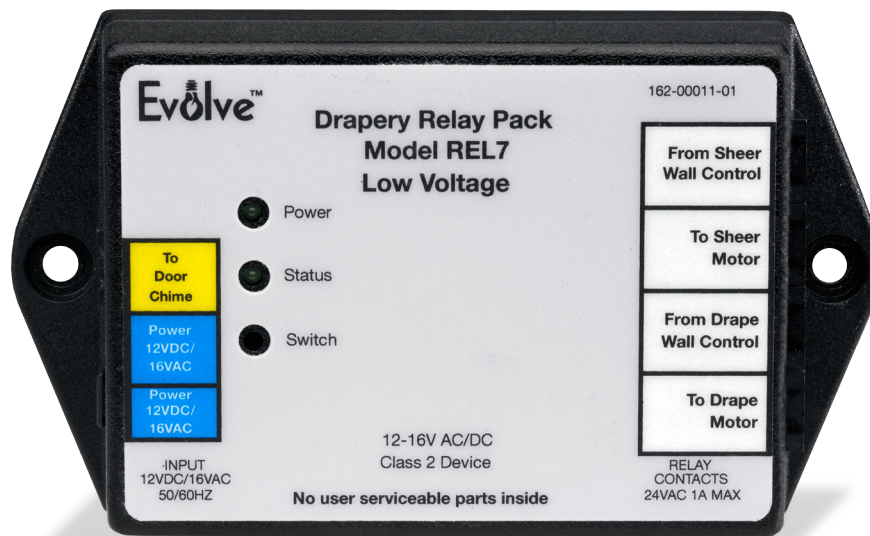 Evolve™
162-00011-01
Drapery Relay Pack
Model REL7
Low Voltage
Power
Status
Switch
To
Door
Chime
Power
12VDC/
16VAC
Power
12VDC/
16VAC
INPUT
12VDC/16VAC
50/60HZ
12-16V AC/DC
Class 2 Device
No user serviceable parts inside
From Sheer
Wall Control
To Sheer
Motor
From Drape
Wall Control
To Drape
Motor
RELAY
CONTACTS
24VAC 1A MAX